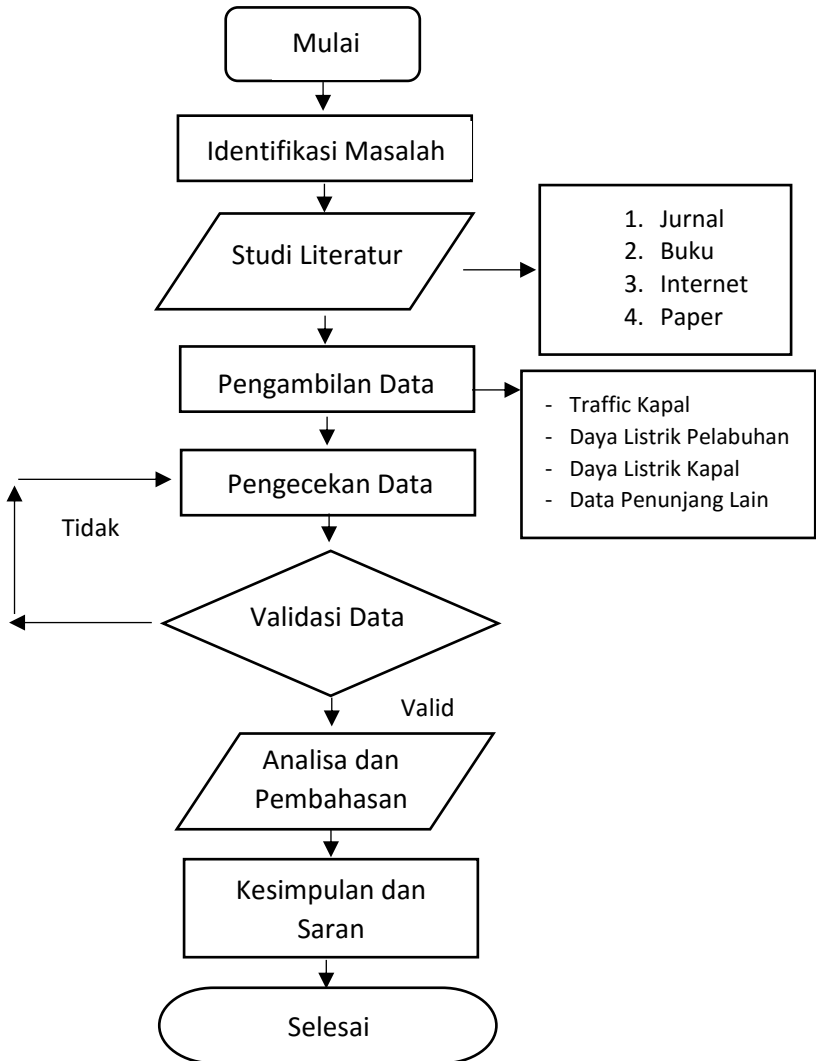 Mulai
Identifikasi Masalah
Studi Literatur
1. Jurnal
2. Buku
3. Internet
4. Paper
Pengambilan Data
- Traffic Kapal
- Daya Listrik Pelabuhan
- Daya Listrik Kapal
- Data Penunjang Lain
Pengecekan Data
Tidak
Validasi Data
Valid
Analisa dan
Pembahasan
Kesimpulan dan
Saran
Selesai